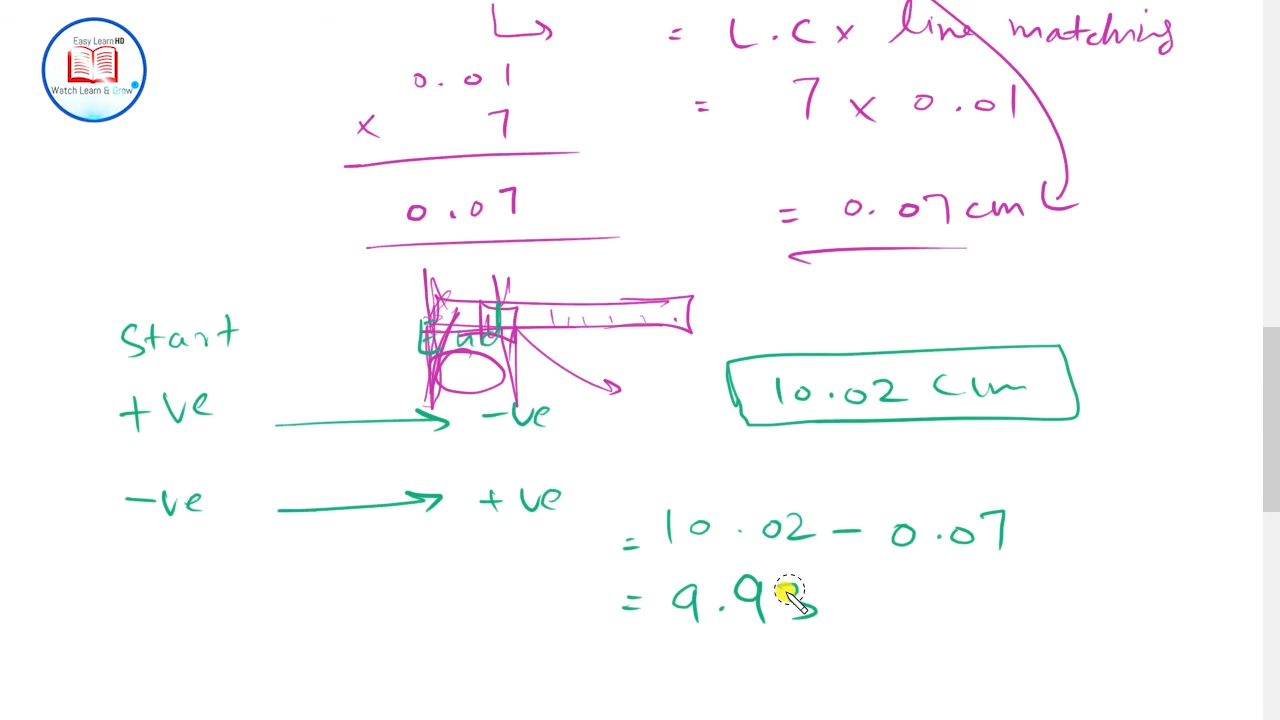 Easy Learn HD
Watch Learn & Grow
0.01
× 7
0.07
= L.C × line matching
= 7 × 0.01
= 0.07 cm
Start End
+ve → -ve
-ve → +ve
10.02 cm
= 10.02 - 0.07
= 9.9